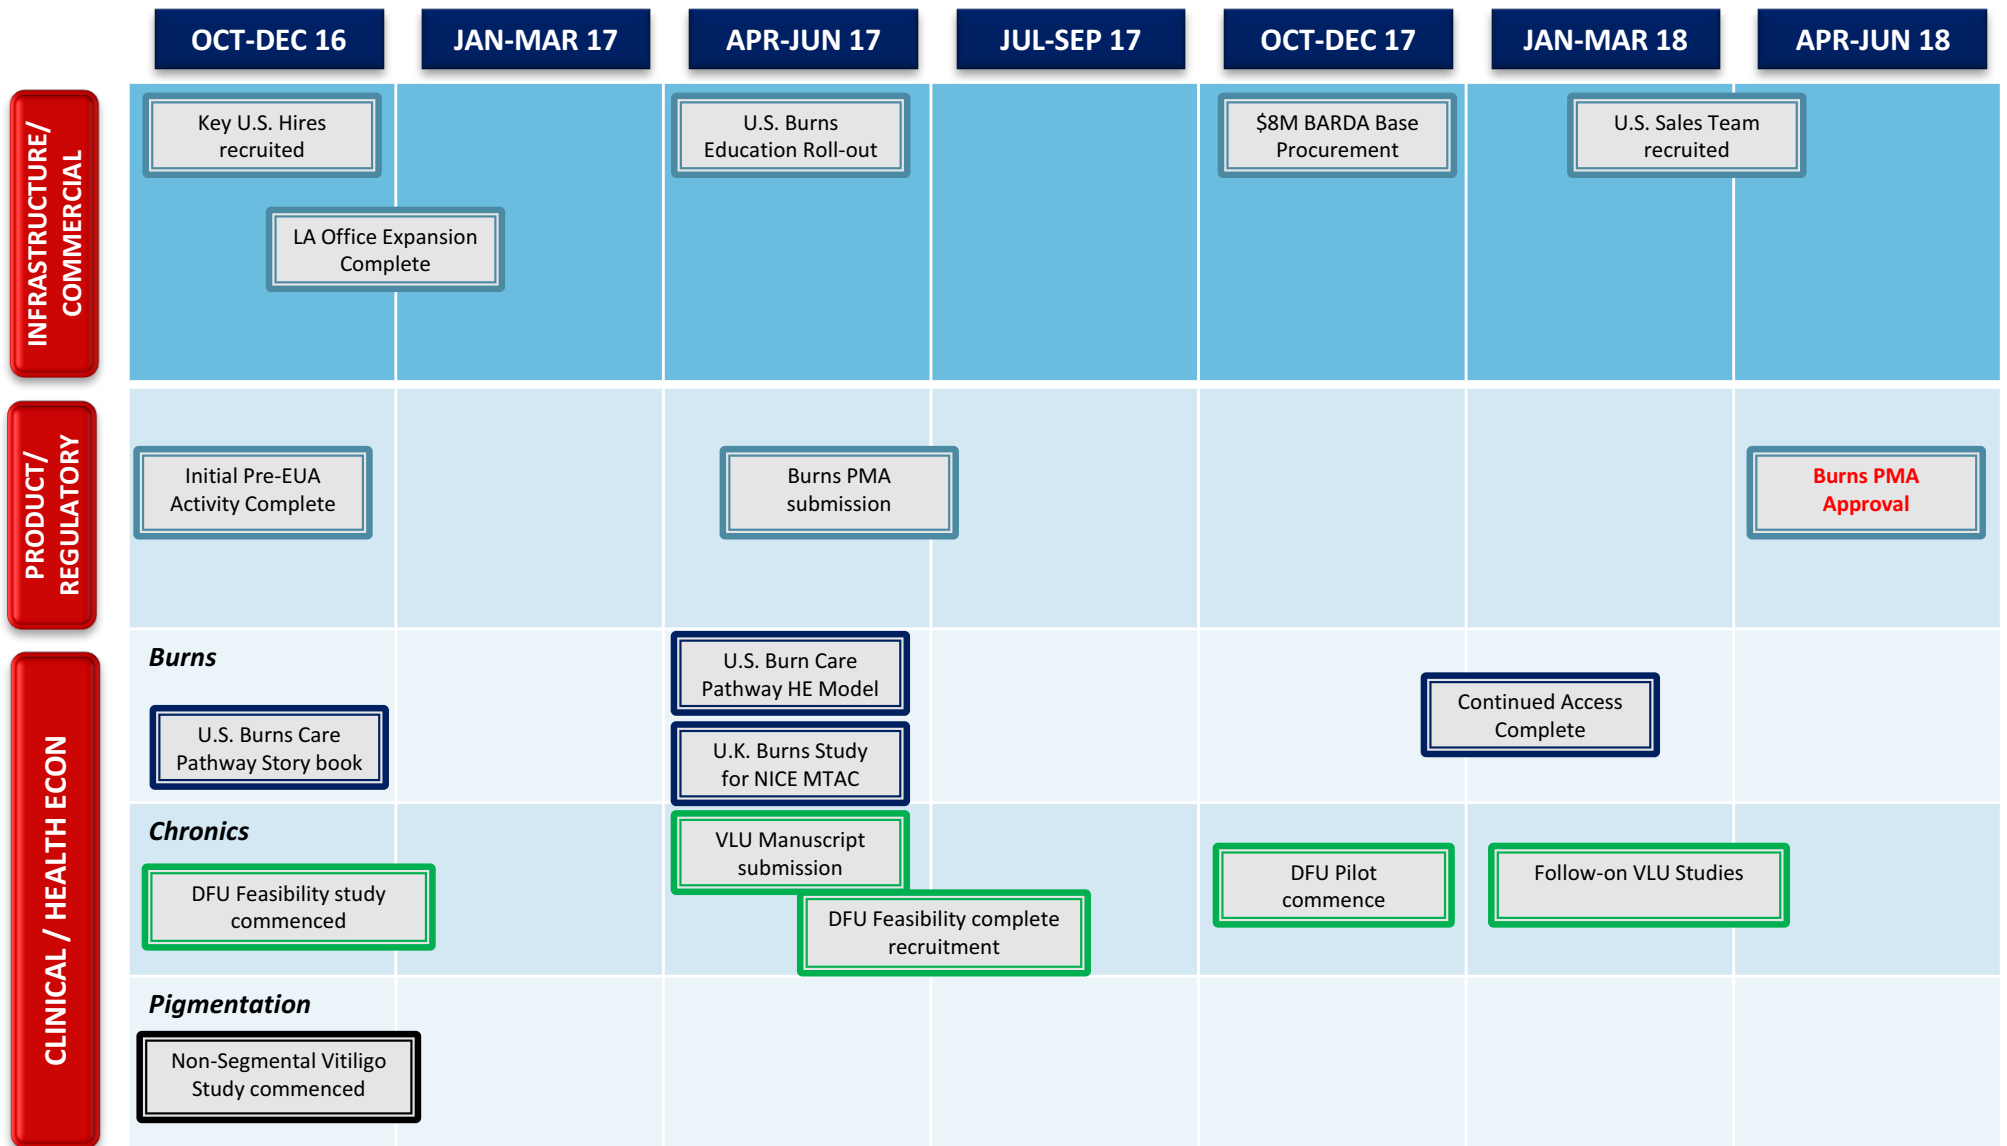 OCT-DEC 16
JAN-MAR 17
APR-JUN 17
JUL-SEP 17
OCT-DEC 17
JAN-MAR 18
APR-JUN 18
INFRASTRUCTURE/
COMMERCIAL
Key U.S. Hires
recruited
U.S. Burns
Education Roll-out
$8M BARDA Base
Procurement
U.S. Sales Team
recruited
LA Office Expansion
Complete
PRODUCT/
REGULATORY
Initial Pre-EUA
Activity Complete
Burns PMA
submission
Burns PMA
Approval
CLINICAL / HEALTH ECON
Burns
U.S. Burns Care
Pathway Story book
U.S. Burn Care
Pathway HE Model
U.K. Burns Study
for NICE MTAC
Continued Access
Complete
Chronics
DFU Feasibility study
commenced
VLU Manuscript
submission
DFU Feasibility complete
recruitment
DFU Pilot
commence
Follow-on VLU Studies
Pigmentation
Non-Segmental Vitiligo
Study commenced